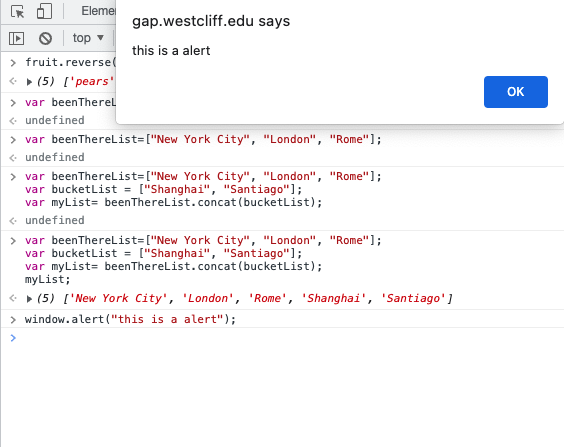 Eleme
gap.westcliff.edu says
this is a alert
OK
top ▼
fruit.reverse(
(5) ['pears'
var beenThereL
undefined
var beenThereList=["New York City", "London", "Rome"];
undefined
var beenThereList=["New York City", "London", "Rome"];
var bucketList = ["Shanghai", "Santiago"];
var myList= beenThereList.concat(bucketList);
undefined
var beenThereList=["New York City", "London", "Rome"];
var bucketList = ["Shanghai", "Santiago"];
var myList= beenThereList.concat(bucketList);
myList;
(5) ['New York City', 'London', 'Rome', 'Shanghai', 'Santiago']
window.alert("this is a alert");